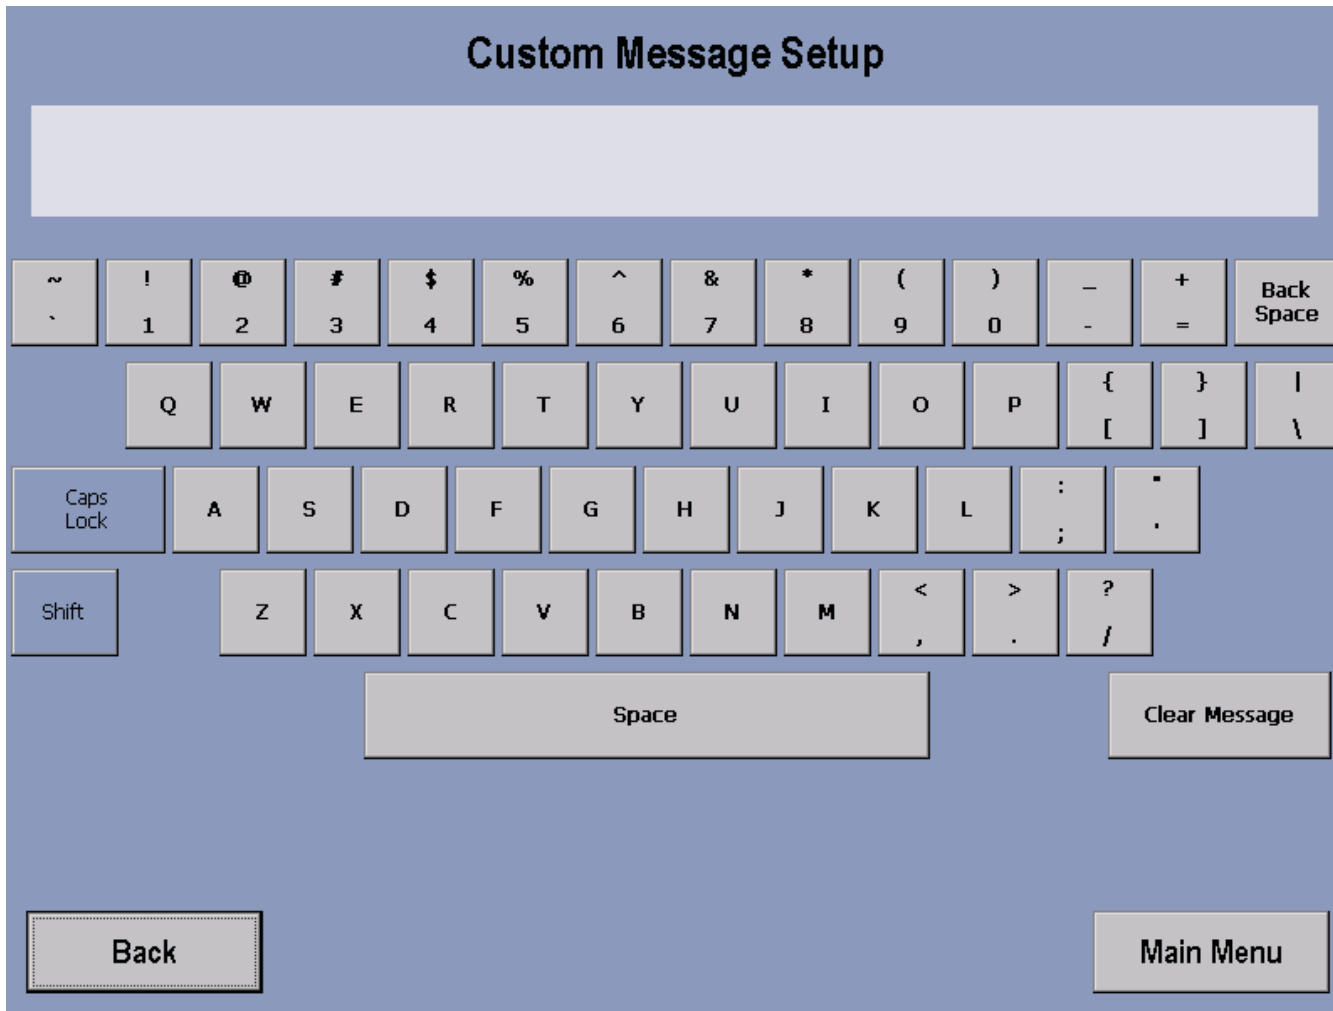 Custom Message Setup
~ ! @ # $ % ^ & * ( ) _ + Back
` 1 2 3 4 5 6 7 8 9 0 - = Space
Q W E R T Y U I O P { } |
[ ] \
Caps Lock A S D F G H J K L : "
; '
Shift Z X C V B N M < > ?
, . /
Space Clear Message
Back Main Menu